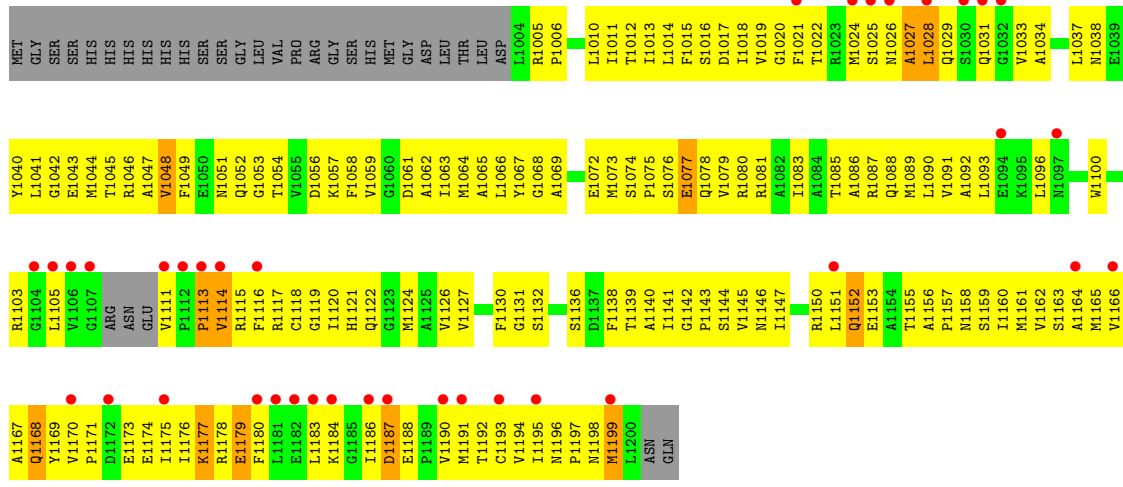 MET GLY SER SER HIS HIS HIS HIS HIS HIS SER SER GLY LEU VAL PRO ARG GLY SER HIS MET GLY ASP LEU THR LEU ASP L1004 R1005 P1006 L1010 I1011 T1012 I1013 L1014 F1015 S1016 D1017 I1018 V1019 G1020 F1021 T1022 R1023 M1024 S1025 N1026 A1027 L1028 Q1029 S1030 Q1031 G1032 V1033 A1034 L1037 N1038 E1039
Y1040 L1041 G1042 E1043 M1044 T1045 R1046 A1047 V1048 F1049 E1050 N1051 Q1052 G1053 T1054 V1055 D1056 K1057 F1058 V1059 G1060 D1061 A1062 I1063 M1064 A1065 L1066 Y1067 G1068 A1069 E1072 M1073 S1074 P1075 S1076 E1077 Q1078 V1079 R1080 R1081 A1082 I1083 A1084 T1085 A1086 R1087 Q1088 M1089 L1090 V1091 A1092 L1093 E1094 K1095 L1096 N1097 W1100
R1103 G1104 L1105 V1106 G1107 ARG ASN GLU V1111 P1112 P1113 V1114 R1115 F1116 R1117 C1118 G1119 I1120 H1121 Q1122 G1123 M1124 A1125 V1126 V1127 F1130 G1131 S1132 S1136 D1137 F1138 T1139 A1140 I1141 G1142 P1143 S1144 V1145 N1146 I1147 R1150 L1151 Q1152 E1153 A1154 T1155 A1156 P1157 N1158 S1159 I1160 M1161 V1162 S1163 A1164 M1165 V1166
A1167 Q1168 Y1169 V1170 P1171 D1172 E1173 E1174 I1175 I1176 K1177 R1178 E1179 F1180 L1181 E1182 L1183 K1184 G1185 I1186 D1187 E1188 P1189 V1190 M1191 T1192 C1193 V1194 I1195 N1196 P1197 N1198 M1199 L1200 ASN GLN